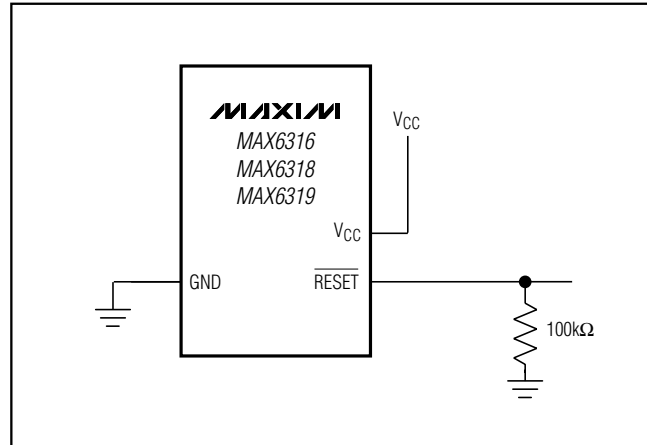 MAXIM
MAX6316
MAX6318
MAX6319
VCC
VCC
GND
RESET
100kΩ